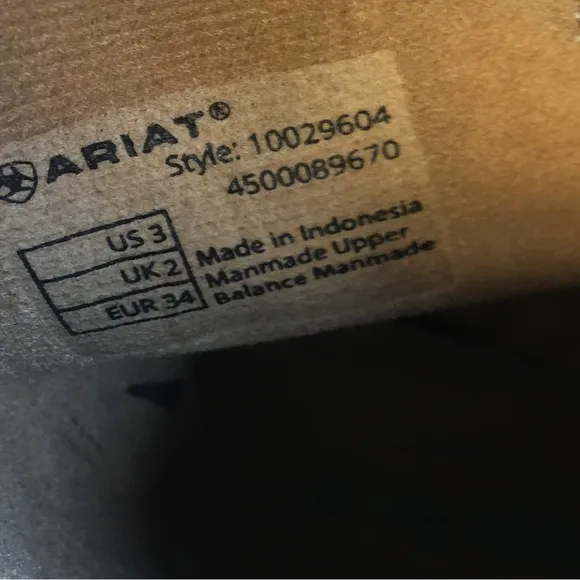 ARIAT®
Style: 10029604
4500089670
US 3
UK 2
EUR 34
Made in Indonesia
Manmade Upper
Balance Manmade